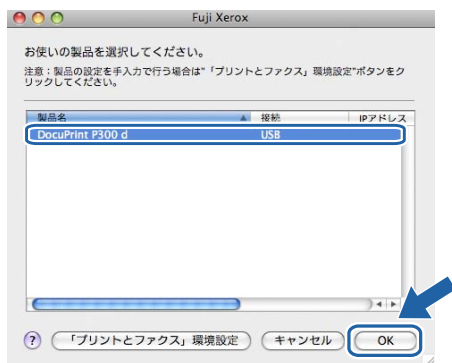 Fuji Xerox
お使いの製品を選択してください。
注意：製品の設定を手入力で行う場合は"「プリントとファクス」環境設定"ボタンをク
リックしてください。
製品名 接続 IPアドレス
DocuPrint P300 d USB
? 「プリントとファクス」環境設定 キャンセル OK